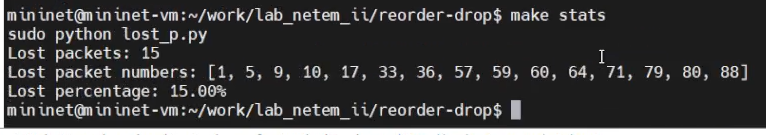 mininet@mininet-vm:~/work/lab_netem_ii/reorder-drop$ make stats
sudo python lost_p.py
Lost packets: 15
Lost packet numbers: [1, 5, 9, 10, 17, 33, 36, 57, 59, 60, 64, 71, 79, 80, 88]
Lost percentage: 15.00%
mininet@mininet-vm:~/work/lab_netem_ii/reorder-drop$